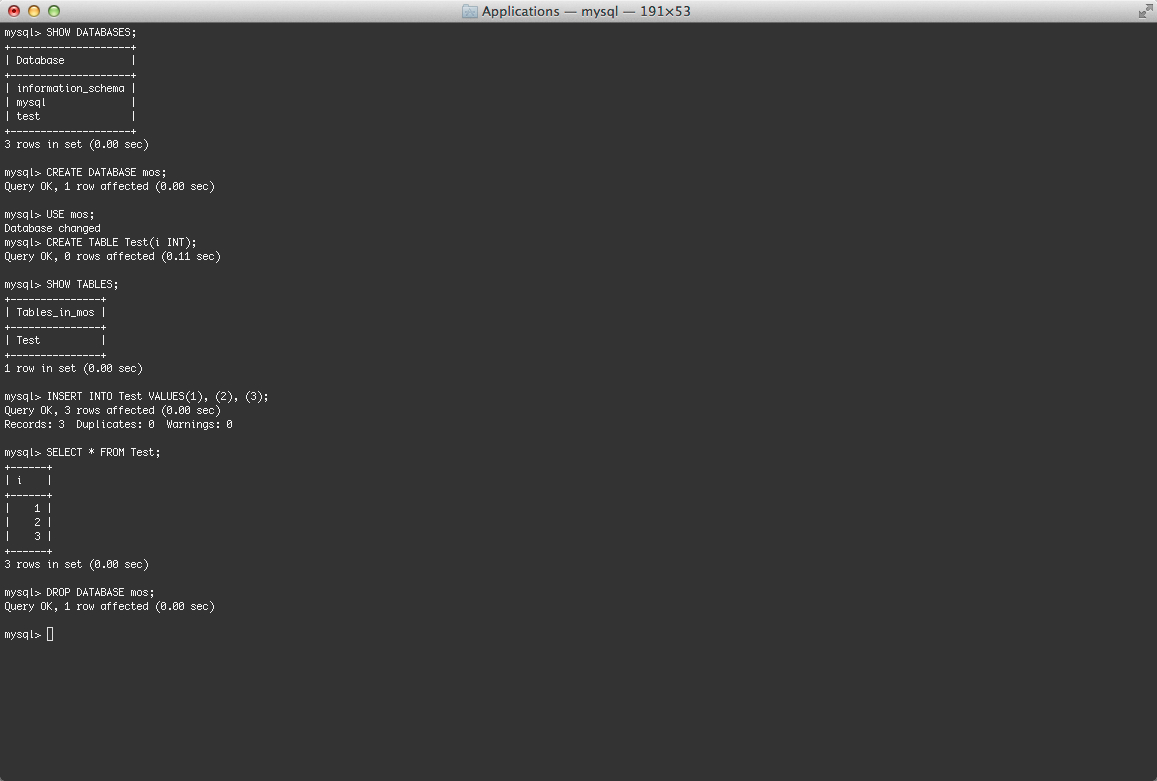 Applications — mysql — 191×53
mysql> SHOW DATABASES;
+--------------------+
| Database           |
+--------------------+
| information_schema |
| mysql              |
| test               |
+--------------------+
3 rows in set (0.00 sec)
mysql> CREATE DATABASE mos;
Query OK, 1 row affected (0.00 sec)
mysql> USE mos;
Database changed
mysql> CREATE TABLE Test(i INT);
Query OK, 0 rows affected (0.11 sec)
mysql> SHOW TABLES;
+---------------+
| Tables_in_mos |
+---------------+
| Test          |
+---------------+
1 row in set (0.00 sec)
mysql> INSERT INTO Test VALUES(1), (2), (3);
Query OK, 3 rows affected (0.00 sec)
Records: 3  Duplicates: 0  Warnings: 0
mysql> SELECT * FROM Test;
+------+
| i    |
+------+
|    1 |
|    2 |
|    3 |
+------+
3 rows in set (0.00 sec)
mysql> DROP DATABASE mos;
Query OK, 1 row affected (0.00 sec)
mysql>